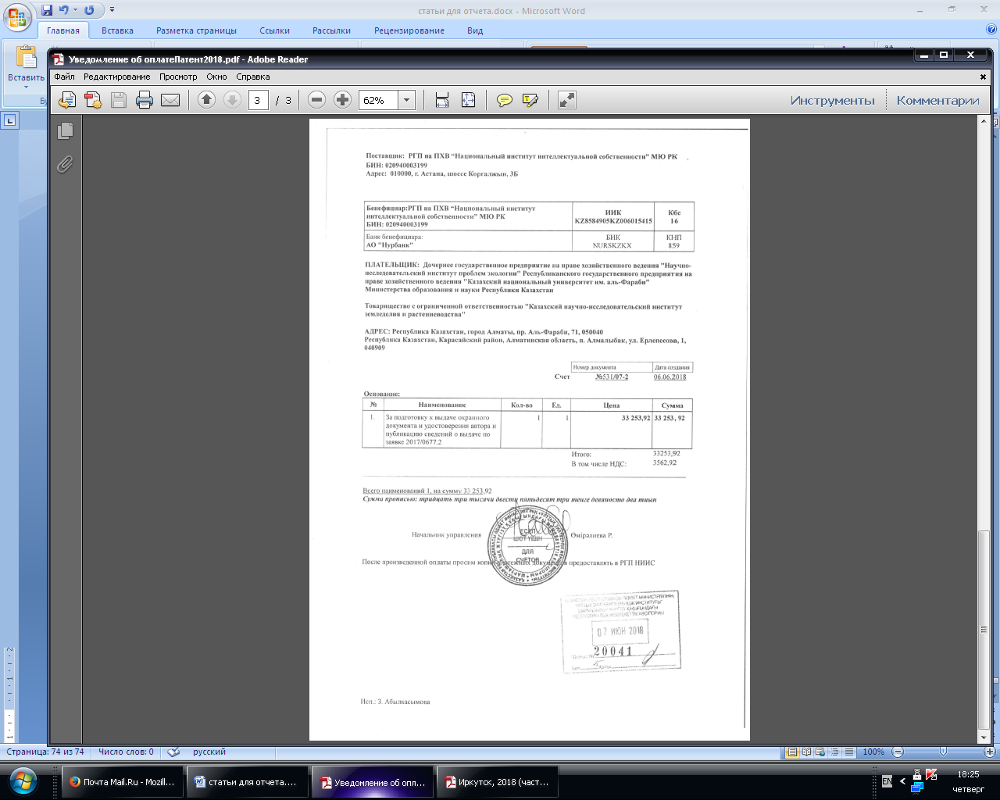 статьи для отчета.docx - Microsoft Word
Главная Вставка Разметка страницы Ссылки Рассылки Рецензирование Вид
Вставить
Уведомление об оплатеПатент2018.pdf - Adobe Reader
Файл Редактирование Просмотр Окно Справка
3 / 3 62% Инструменты Комментарии
Поставщик: РГП на ПХВ “Национальный институт интеллектуальной собственности” МЮ РК
БИН: 020940003199
Адрес: 010000, г. Астана, шоссе Коргалжын, 3Б
Бенефициар:РГП на ПХВ “Национальный институт
интеллектуальной собственности” МЮ РК
БИН: 020940003199
ИИК
KZ8584905KZ006015415
Кбе
16
Банк бенефициара:
АО "Нурбанк"
БИК
NURSKZKX
КНП
859
ПЛАТЕЛЬЩИК: Дочернее государственное предприятие на праве хозяйственного ведения "Научно-
исследовательский институт проблем экологии" Республиканского государственного предприятия на
праве хозяйственного ведения "Казахский национальный университет им. аль-Фараби"
Министерства образования и науки Республики Казахстан
Товарищество с ограниченной ответственностью "Казахский научно-исследовательский институт
земледелия и растениеводства"
АДРЕС: Республика Казахстан, город Алматы, пр. Аль-Фараби, 71, 050040
Республика Казахстан, Карасайский район, Алматинская область, п. Алмалыбак, ул. Ерлепесова, 1,
040909
Номер документа Дата создания
Счет №531/07-2 06.06.2018
Основание:
№ Наименование Кол-во Ед. Цена Сумма
1. За подготовку к выдаче охранного 1 1 33 253,92 33 253, 92
документа и удостоверения автора и
публикацию сведений о выдаче по
заявке 2017/0677.2
Итого: 33253,92
В том числе НДС: 3562,92
Всего наименований 1, на сумму 33 253,92
Сумма прописью: тридцать три тысячи двести пятьдесят три тенге девяносто два тиын
Начальник управления Өмірәлиева Р.
ЕСЕП
ШОТ ҮШІН
ДЛЯ
СЧЕТОВ
После произведенной оплаты просим копии платежных документов предоставлять в РГП НИИС
07 ИЮН 2018
20041
Исп.: З. Абылкасымова
Страница: 74 из 74 Число слов: 0 русский 100%
Почта Mail.Ru - Mozill... статьи для отчета.... Уведомление об опл... Иркутск, 2018 (част... EN 18:25
четверг